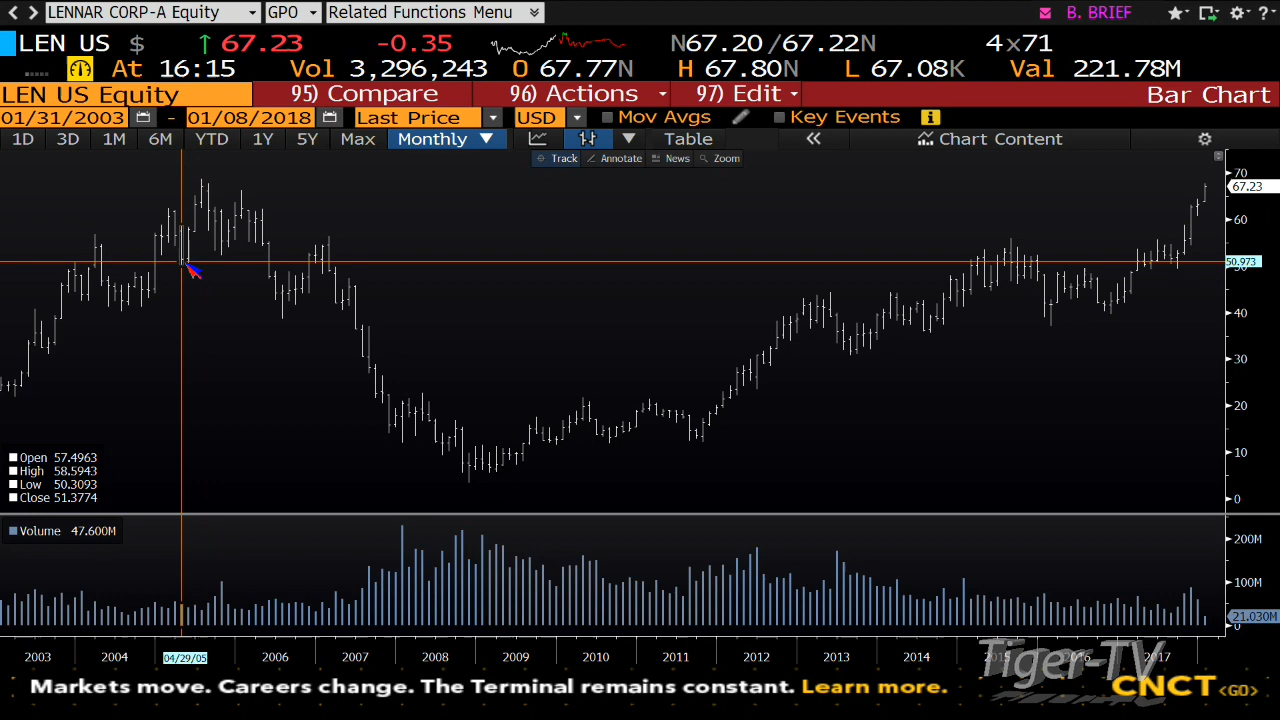 LENNAR CORP-A Equity GPO Related Functions Menu B. BRIEF
LEN US $ ↑ 67.23 -0.35 N67.20 /67.22N 4x71
At 16:15 Vol 3,296,243 O 67.77N H 67.80N L 67.08K Val 221.78M
LEN US Equity 95) Compare 96) Actions 97) Edit Bar Chart
01/31/2003 - 01/08/2018 Last Price USD Mov Avgs Key Events
1D 3D 1M 6M YTD 1Y 5Y Max Monthly ▼ Table « Chart Content
Track Annotate News Zoom
70
67.23
60
50.973
50
40
30
20
10
0
Open 57.4963
High 58.5943
Low 50.3093
Close 51.3774
Volume 47.600M
200M
100M
21.030M
0
2003 2004 04/29/05 2006 2007 2008 2009 2010 2011 2012 2013 2014 2015 2016 2017
Tiger-TV
Markets move. Careers change. The Terminal remains constant. Learn more. CNCT <GO>